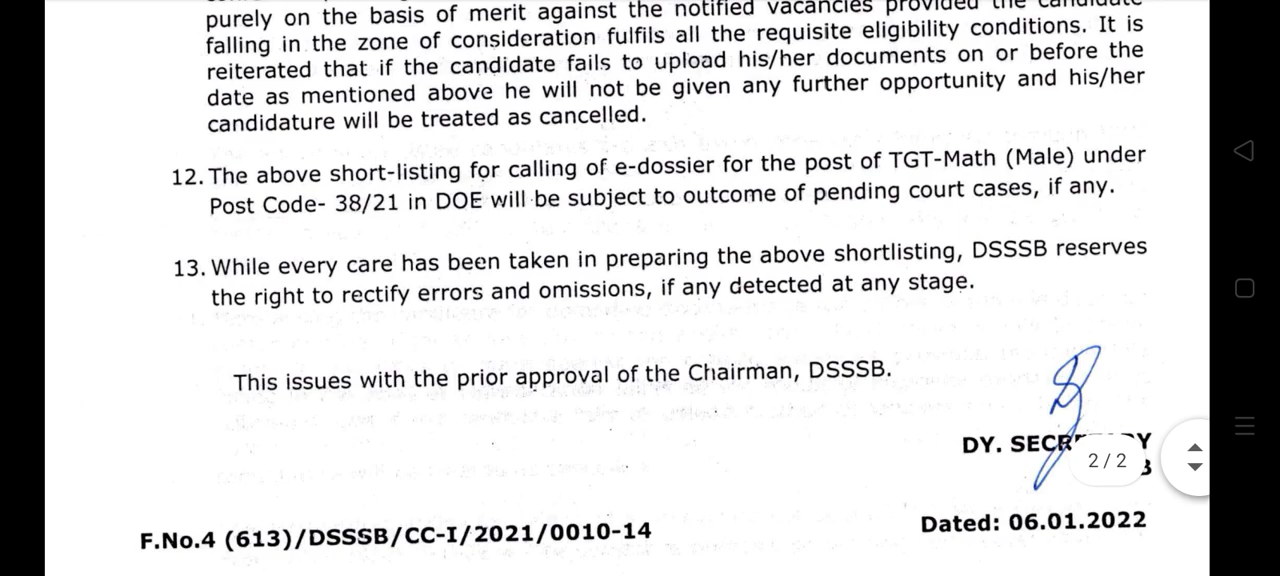 purely on the basis of merit against the notified vacancies provided the candidate
falling in the zone of consideration fulfils all the requisite eligibility conditions. It is
reiterated that if the candidate fails to upload his/her documents on or before the
date as mentioned above he will not be given any further opportunity and his/her
candidature will be treated as cancelled.
12. The above short-listing for calling of e-dossier for the post of TGT-Math (Male) under
Post Code- 38/21 in DOE will be subject to outcome of pending court cases, if any.
13. While every care has been taken in preparing the above shortlisting, DSSSB reserves
the right to rectify errors and omissions, if any detected at any stage.
This issues with the prior approval of the Chairman, DSSSB.
DY.
2/2
F.No.4 (613)/DSSSB/CC-I/2021/0010-14
Dated: 06.01.2022